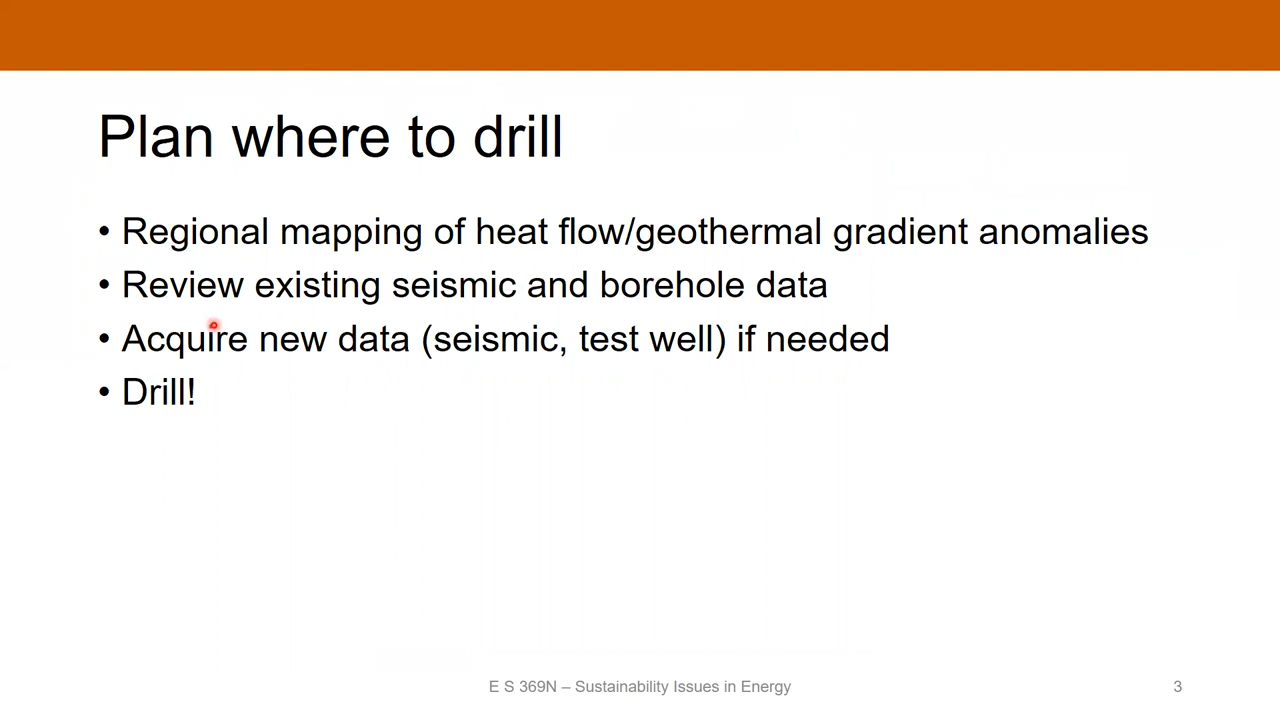 Plan where to drill
• Regional mapping of heat flow/geothermal gradient anomalies
• Review existing seismic and borehole data
• Acquire new data (seismic, test well) if needed
• Drill!
E S 369N – Sustainability Issues in Energy
3